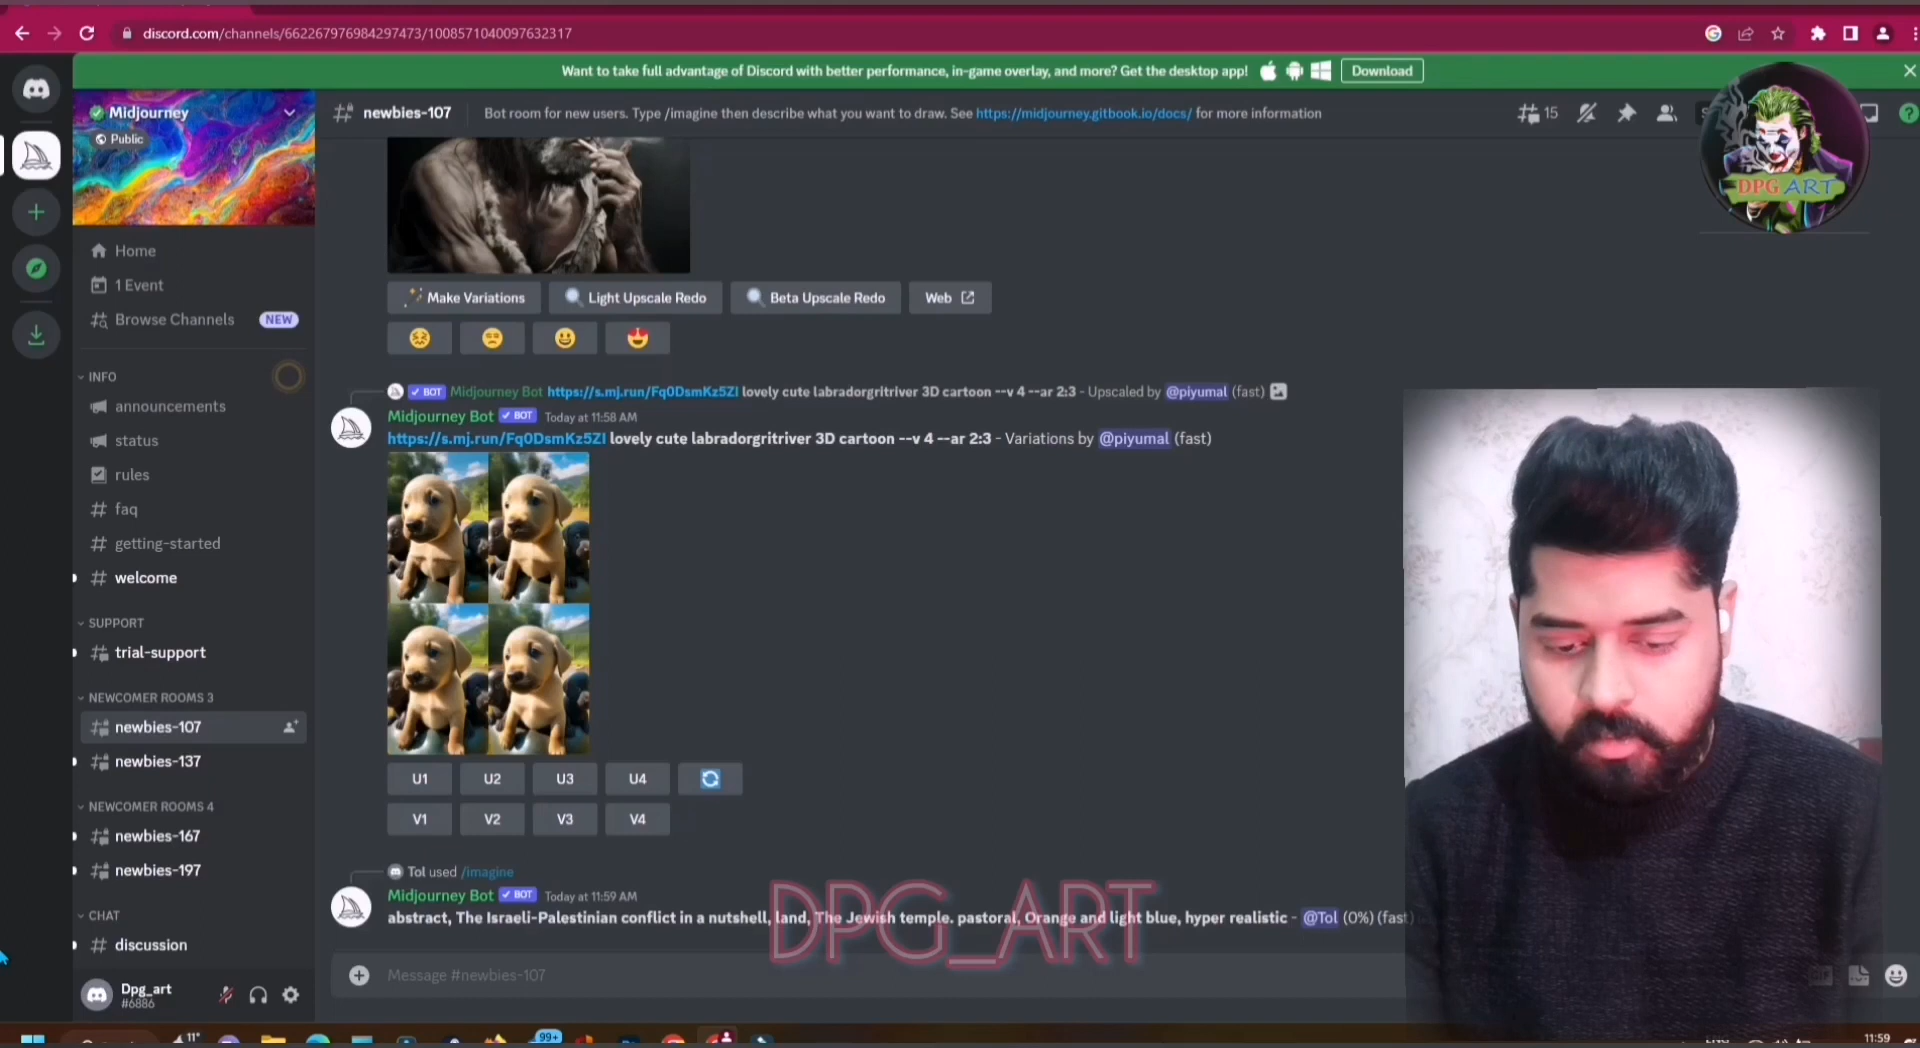 discord.com/channels/662267976984297473/1008571040097632317
Want to take full advantage of Discord with better performance, in-game overlay, and more? Get the desktop app! Download
Midjourney
Public
newbies-107 Bot room for new users. Type /imagine then describe what you want to draw. See https://midjourney.gitbook.io/docs/ for more information 15
DPG ART
Home
1 Event
Browse Channels NEW
INFO
announcements
status
rules
# faq
# getting-started
# welcome
SUPPORT
trial-support
NEWCOMER ROOMS 3
newbies-107
newbies-137
NEWCOMER ROOMS 4
newbies-167
newbies-197
CHAT
# discussion
Dpg_art
#6886
Make Variations Light Upscale Redo Beta Upscale Redo Web
BOT Midjourney Bot https://s.mj.run/Fq0DsmKz5ZI lovely cute labradorgritriver 3D cartoon --v 4 --ar 2:3 - Upscaled by @piyumal (fast)
Midjourney Bot BOT Today at 11:58 AM
https://s.mj.run/Fq0DsmKz5ZI lovely cute labradorgritriver 3D cartoon --v 4 --ar 2:3 - Variations by @piyumal (fast)
U1 U2 U3 U4
V1 V2 V3 V4
Tol used /imagine
Midjourney Bot BOT Today at 11:59 AM
abstract, The Israeli-Palestinian conflict in a nutshell, land, The Jewish temple. pastoral, Orange and light blue, hyper realistic - @Tol (0%) (fast)
DPG_ART
Message #newbies-107
11°
99+
11:59